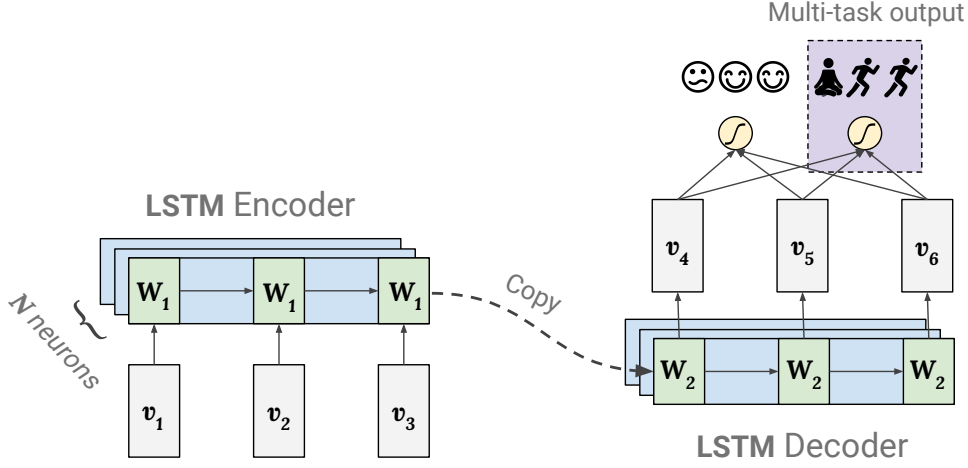 Multi-task output
LSTM Encoder
v4 v5 v6
W1 W1 W1
Copy
N neurons
W2 W2 W2
v1 v2 v3
LSTM Decoder